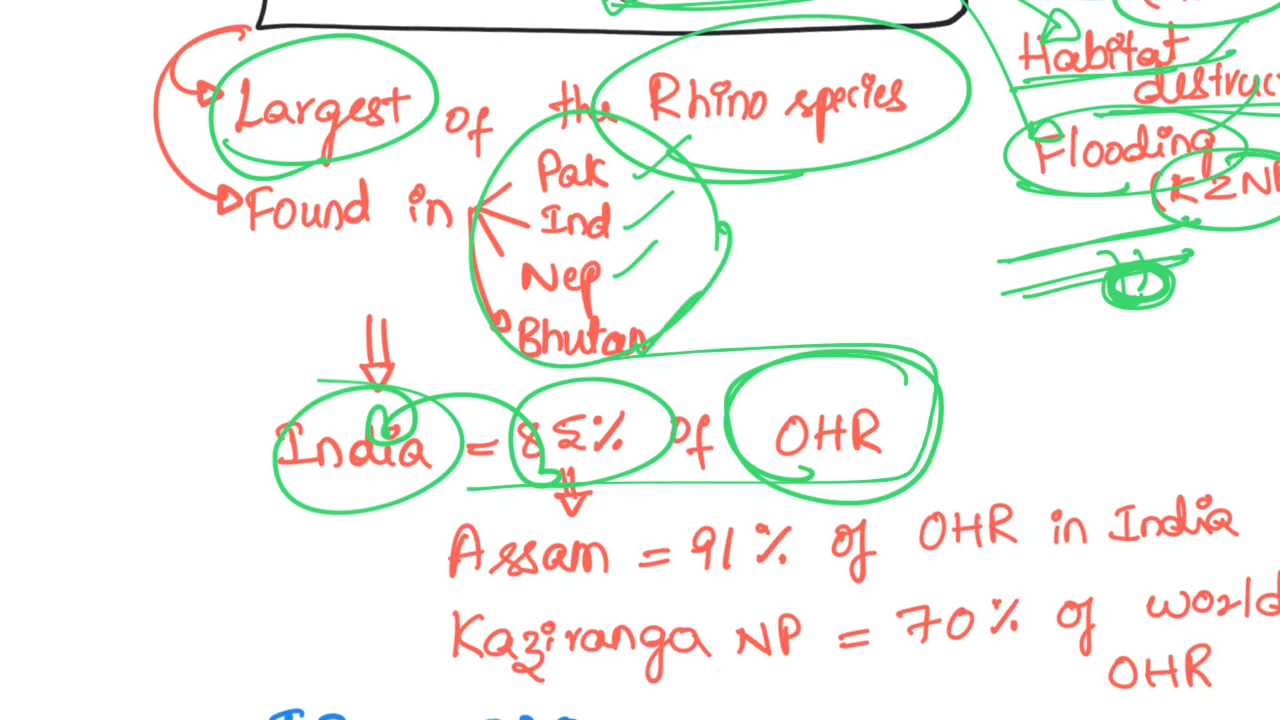 Largest of the Rhino species
Found in
Pak
Ind
Nep
Bhutan
India = 85% of OHR
Assam = 91% of OHR in India
Kaziranga NP = 70% of world
OHR
Habitat
destruc
Flooding
(KZN